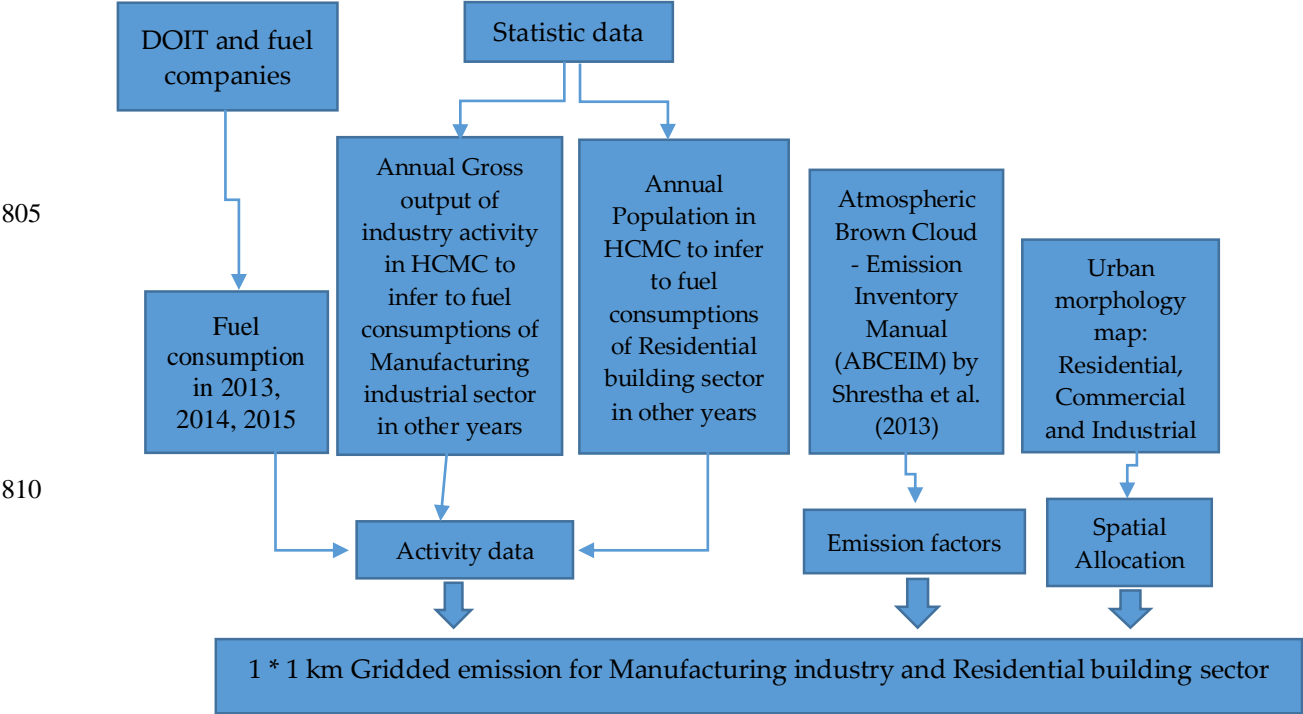 DOIT and fuel
companies
Statistic data
805
Fuel
consumption
in 2013,
2014, 2015
Annual Gross
output of
industry activity
in HCMC to
infer to fuel
consumptions of
Manufacturing
industrial sector
in other years
Annual
Population in
HCMC to infer
to fuel
consumptions
of Residential
building sector
in other years
Atmospheric
Brown Cloud
- Emission
Inventory
Manual
(ABCEIM) by
Shrestha et al.
(2013)
Urban
morphology
map:
Residential,
Commercial
and Industrial
810
Activity data
Emission factors
Spatial
Allocation
1 * 1 km Gridded emission for Manufacturing industry and Residential building sector